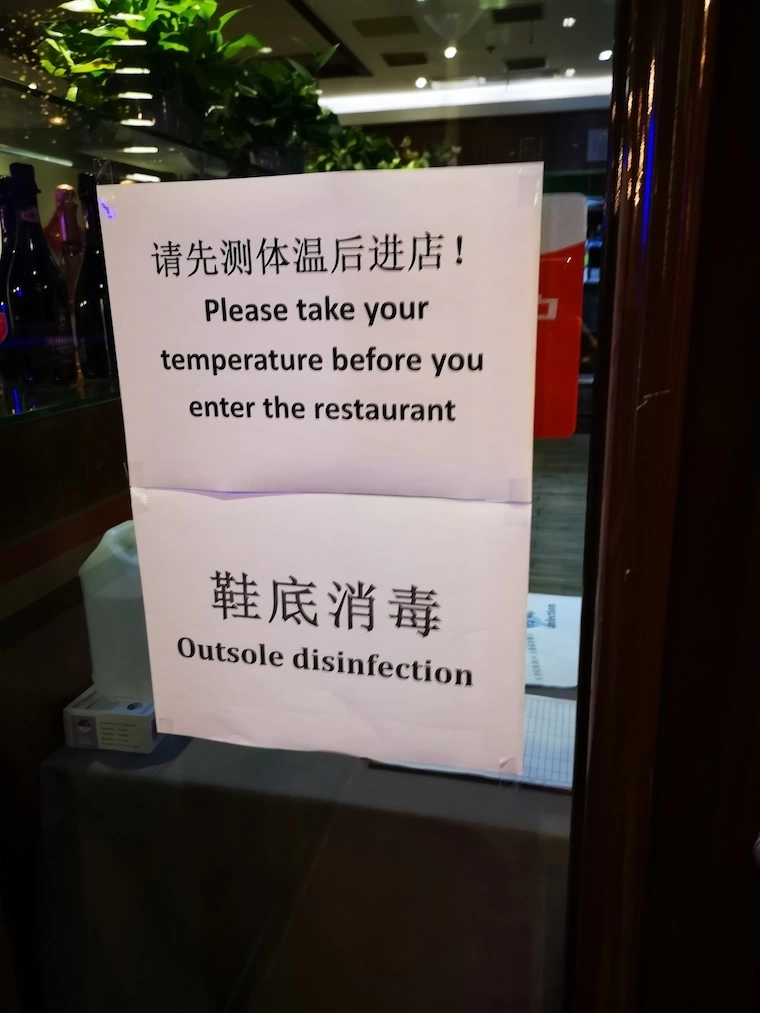 请先测体温后进店！
Please take your
temperature before you
enter the restaurant
鞋底消毒
Outsole disinfection